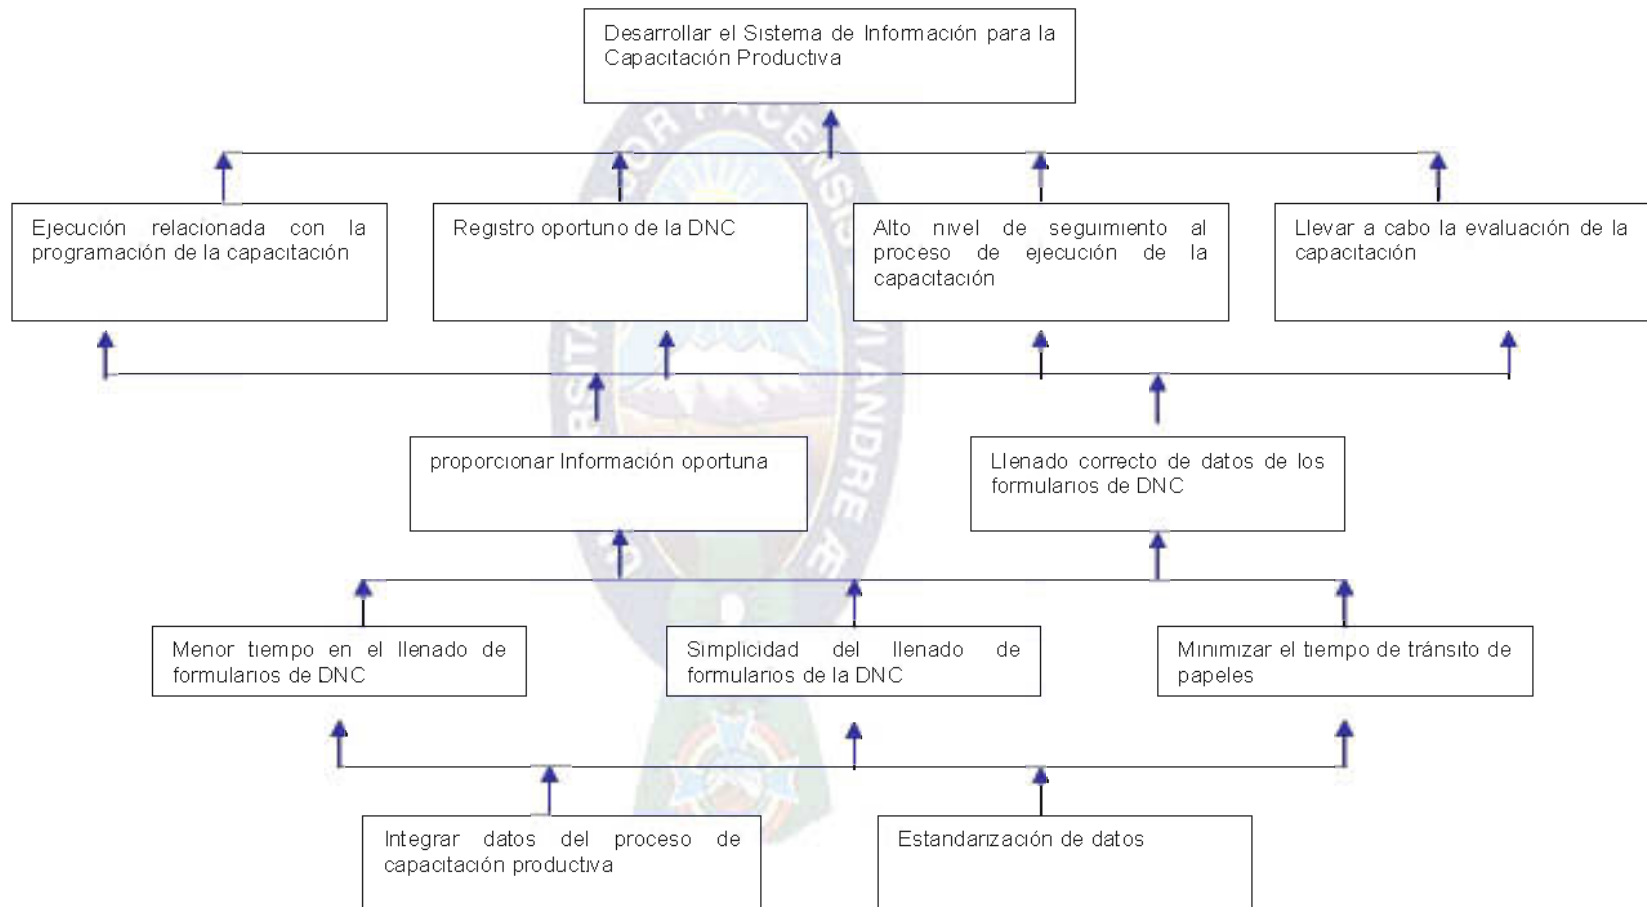 Desarrollar el Sistema de Información para la
Capacitación Productiva
Ejecución relacionada con la
programación de la capacitación
Registro oportuno de la DNC
Alto nivel de seguimiento al
proceso de ejecución de la
capacitación
Llevar a cabo la evaluación de la
capacitación
proporcionar Información oportuna
Llenado correcto de datos de los
formularios de DNC
Menor tiempo en el llenado de
formularios de DNC
Simplicidad del llenado de
formularios de la DNC
Minimizar el tiempo de tránsito de
papeles
Integrar datos del proceso de
capacitación productiva
Estandarización de datos